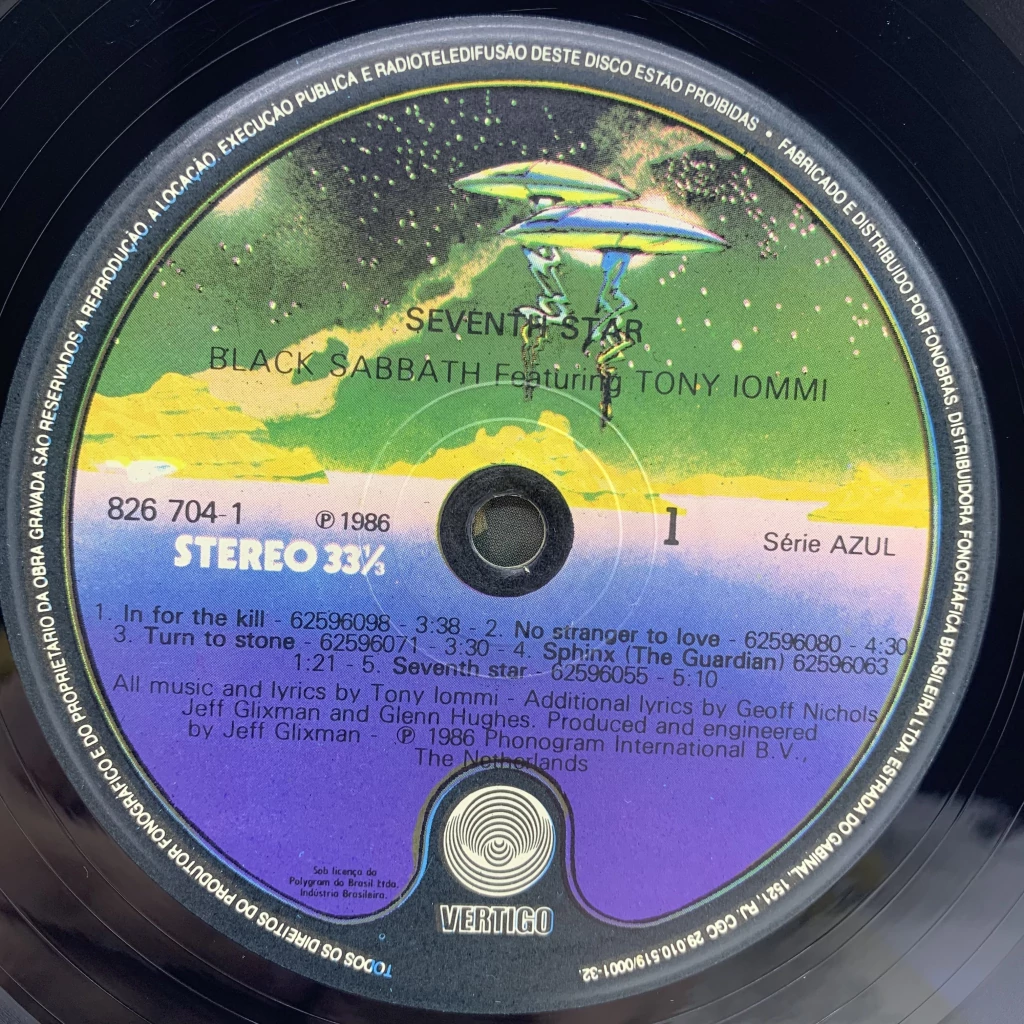 TODOS OS DIREITOS DO PRODUTOR FONOGRÁFICO E DO PROPRIETÁRIO DA OBRA GRAVADA SÃO RESERVADOS A REPRODUÇÃO. A LOCAÇÃO. EXECUÇÃO PÚBLICA E RADIOTELEDIFUSÃO DESTE DISCO ESTÃO PROIBIDAS • FABRICADO E DISTRIBUIDO POR FONOBRÁS, DISTRIBUIDORA FONOGRÁFICA BRASILEIRA LTDA. ESTRADA DO GABINAL, 1521, RJ, CGC 29.010.519/0001-32.
SEVENTH STAR
BLACK SABBATH Featuring TONY IOMMI
826 704-1
℗ 1986
1
Série AZUL
STEREO 33⅓
1. In for the kill - 62596098 - 3:38 - 2. No stranger to love - 62596080 - 4:30
3. Turn to stone - 62596071 - 3:30 - 4. Sphinx (The Guardian) 62596063
1:21 - 5. Seventh star - 62596055 - 5:10
All music and lyrics by Tony Iommi - Additional lyrics by Geoff Nichols,
Jeff Glixman and Glenn Hughes. Produced and engineered
by Jeff Glixman - ℗ 1986 Phonogram International B.V.,
The Netherlands
Sob licença da
Polygram do Brasil Ltda.
Indústria Brasileira.
VERTIGO